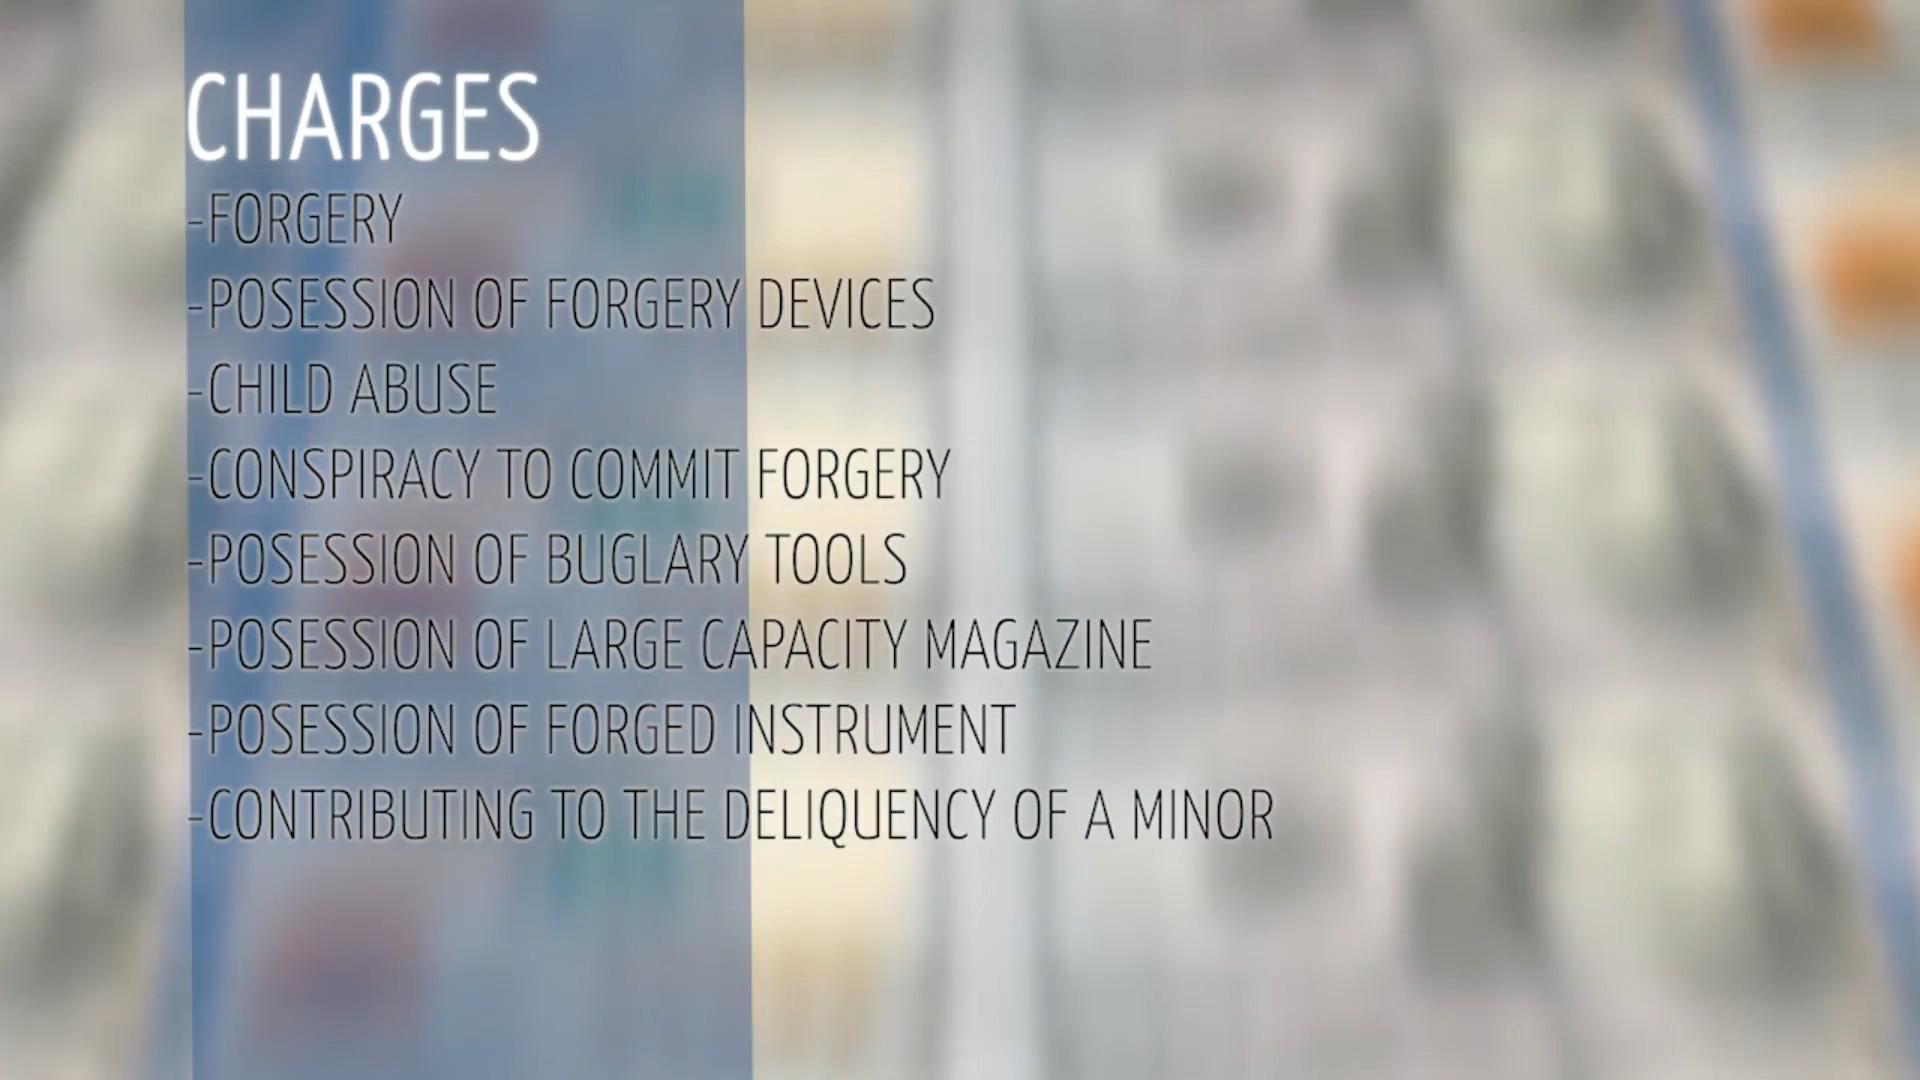 CHARGES
-FORGERY
-POSESSION OF FORGERY DEVICES
-CHILD ABUSE
-CONSPIRACY TO COMMIT FORGERY
-POSESSION OF BUGLARY TOOLS
-POSESSION OF LARGE CAPACITY MAGAZINE
-POSESSION OF FORGED INSTRUMENT
-CONTRIBUTING TO THE DELIQUENCY OF A MINOR